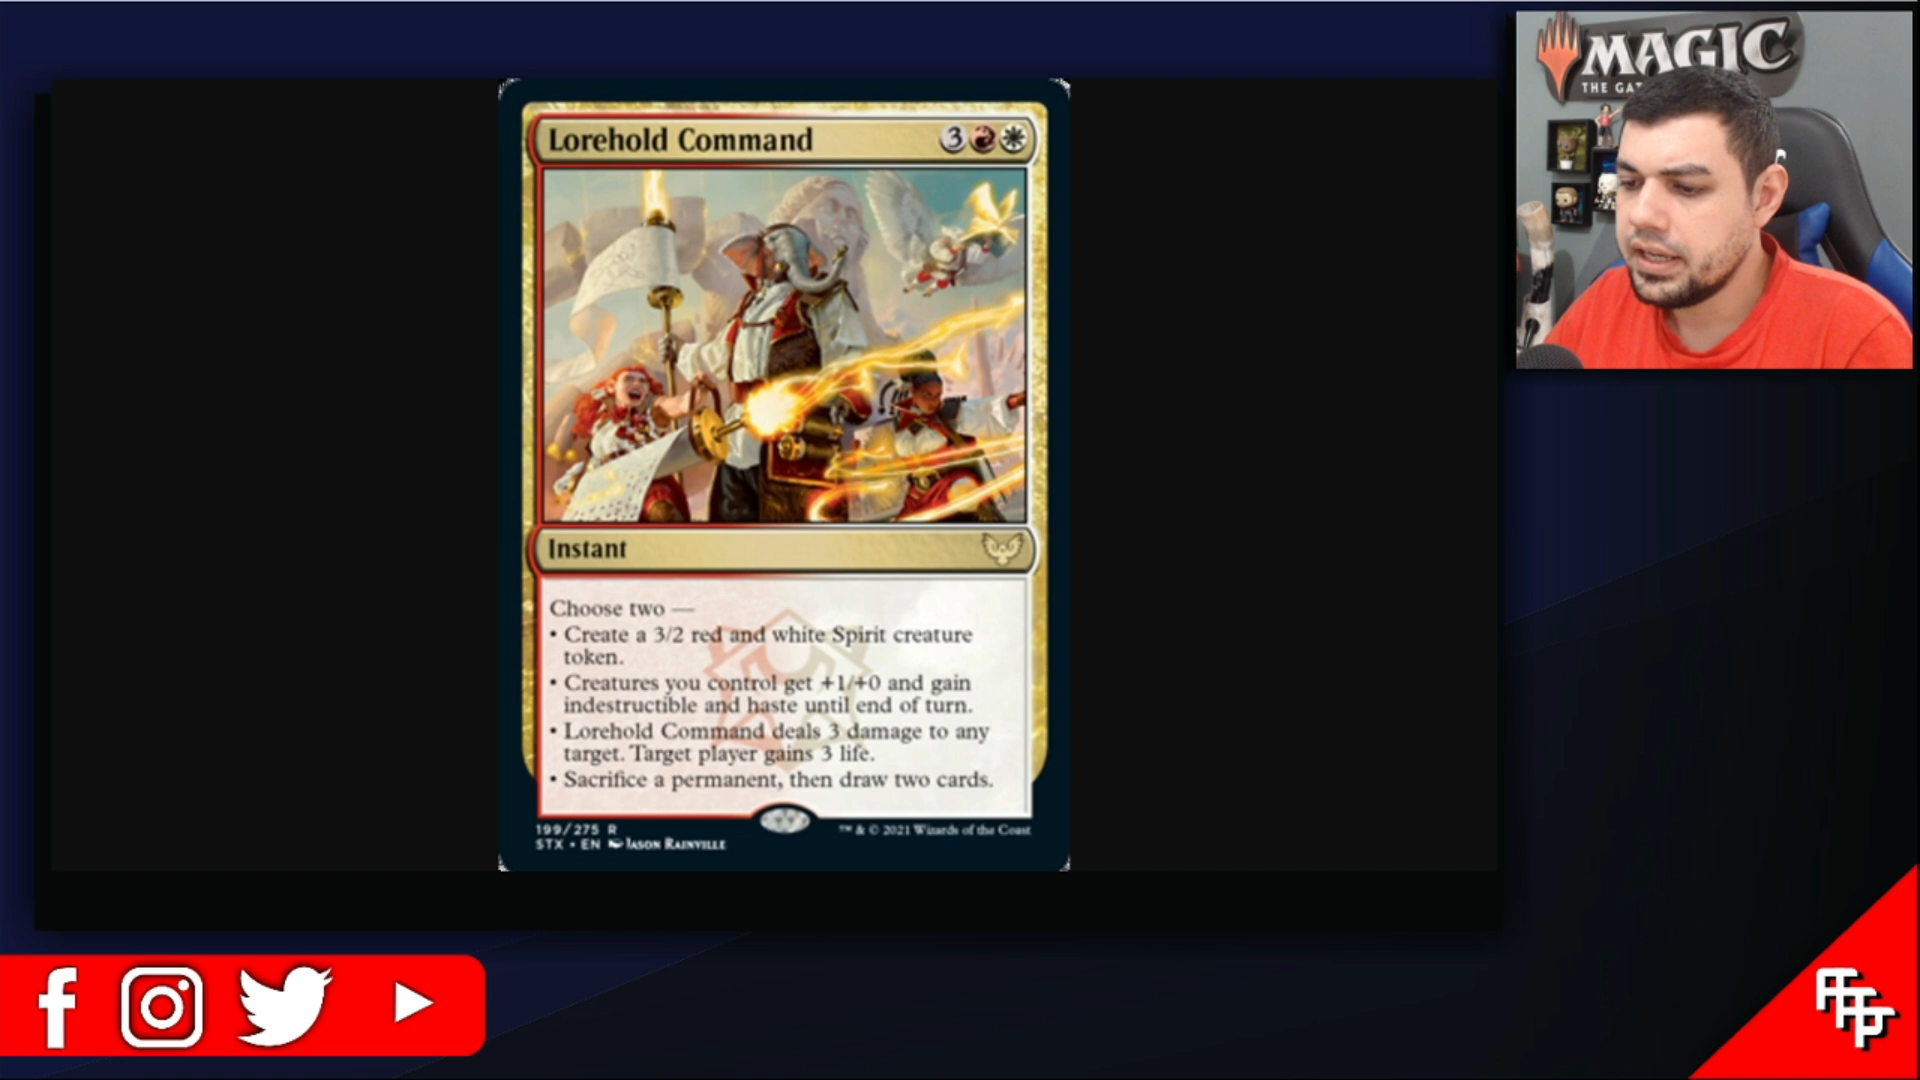 MAGIC
THE GAT
Lorehold Command
3
Instant
Choose two —
• Create a 3/2 red and white Spirit creature
token.
• Creatures you control get +1/+0 and gain
indestructible and haste until end of turn.
• Lorehold Command deals 3 damage to any
target. Target player gains 3 life.
• Sacrifice a permanent, then draw two cards.
199/275 R
™ & © 2021 Wizards of the Coast
STX • EN Jason Rainville